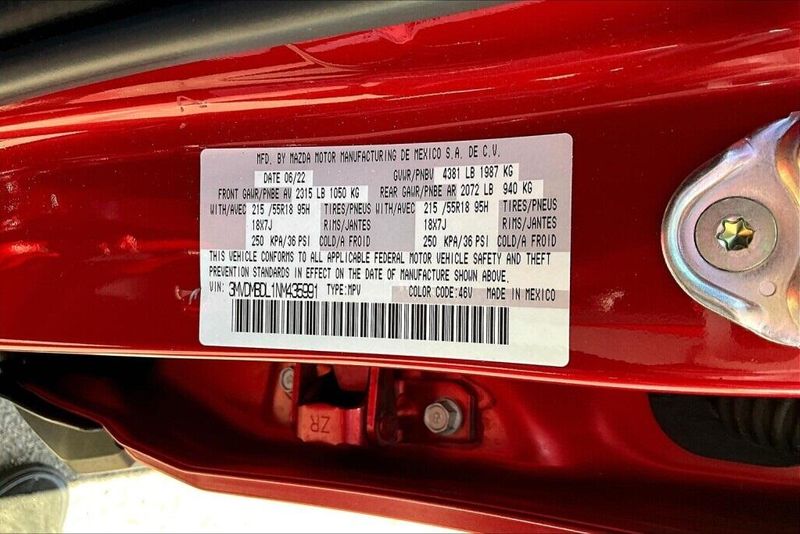 MFD. BY MAZDA MOTOR MANUFACTURING DE MEXICO S.A. DE C.V.
DATE 06/22 GVWR/PNBV 4381 LB 1987 KG
FRONT GAWR/PNBE AV 2315 LB 1050 KG REAR GAWR/PNBE AR 2072 LB 940 KG
WITH/AVEC 215 /55R18 95H TIRES/PNEUS WITH/AVEC 215 /55R18 95H TIRES/PNEUS
18X7J RIMS/JANTES 18X7J RIMS/JANTES
250 KPA/36 PSI COLD/A FROID 250 KPA/36 PSI COLD/A FROID
THIS VEHICLE CONFORMS TO ALL APPLICABLE FEDERAL MOTOR VEHICLE SAFETY AND THEFT
PREVENTION STANDARDS IN EFFECT ON THE DATE OF MANUFACTURE SHOWN ABOVE.
VIN: 3MVDMBDL1NM435991 TYPE:MPV COLOR CODE:46V MADE IN MEXICO
ZR